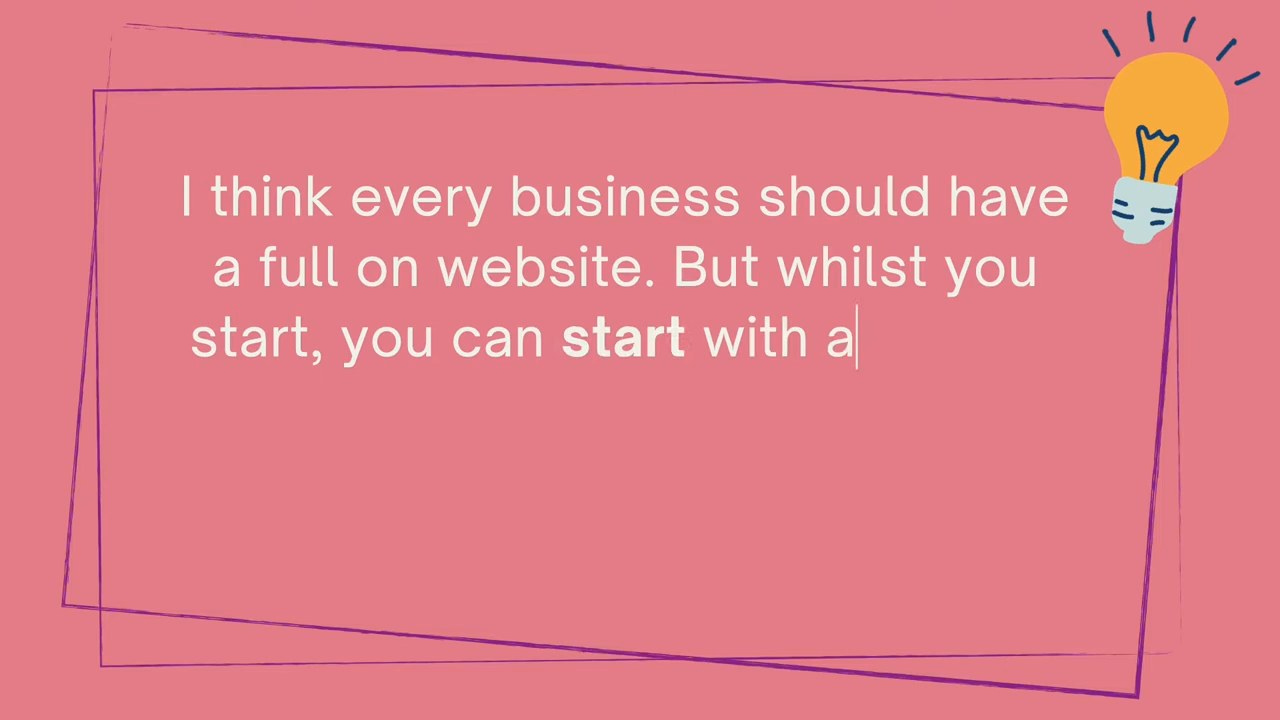 I think every business should have
a full on website. But whilst you
start, you can start with a